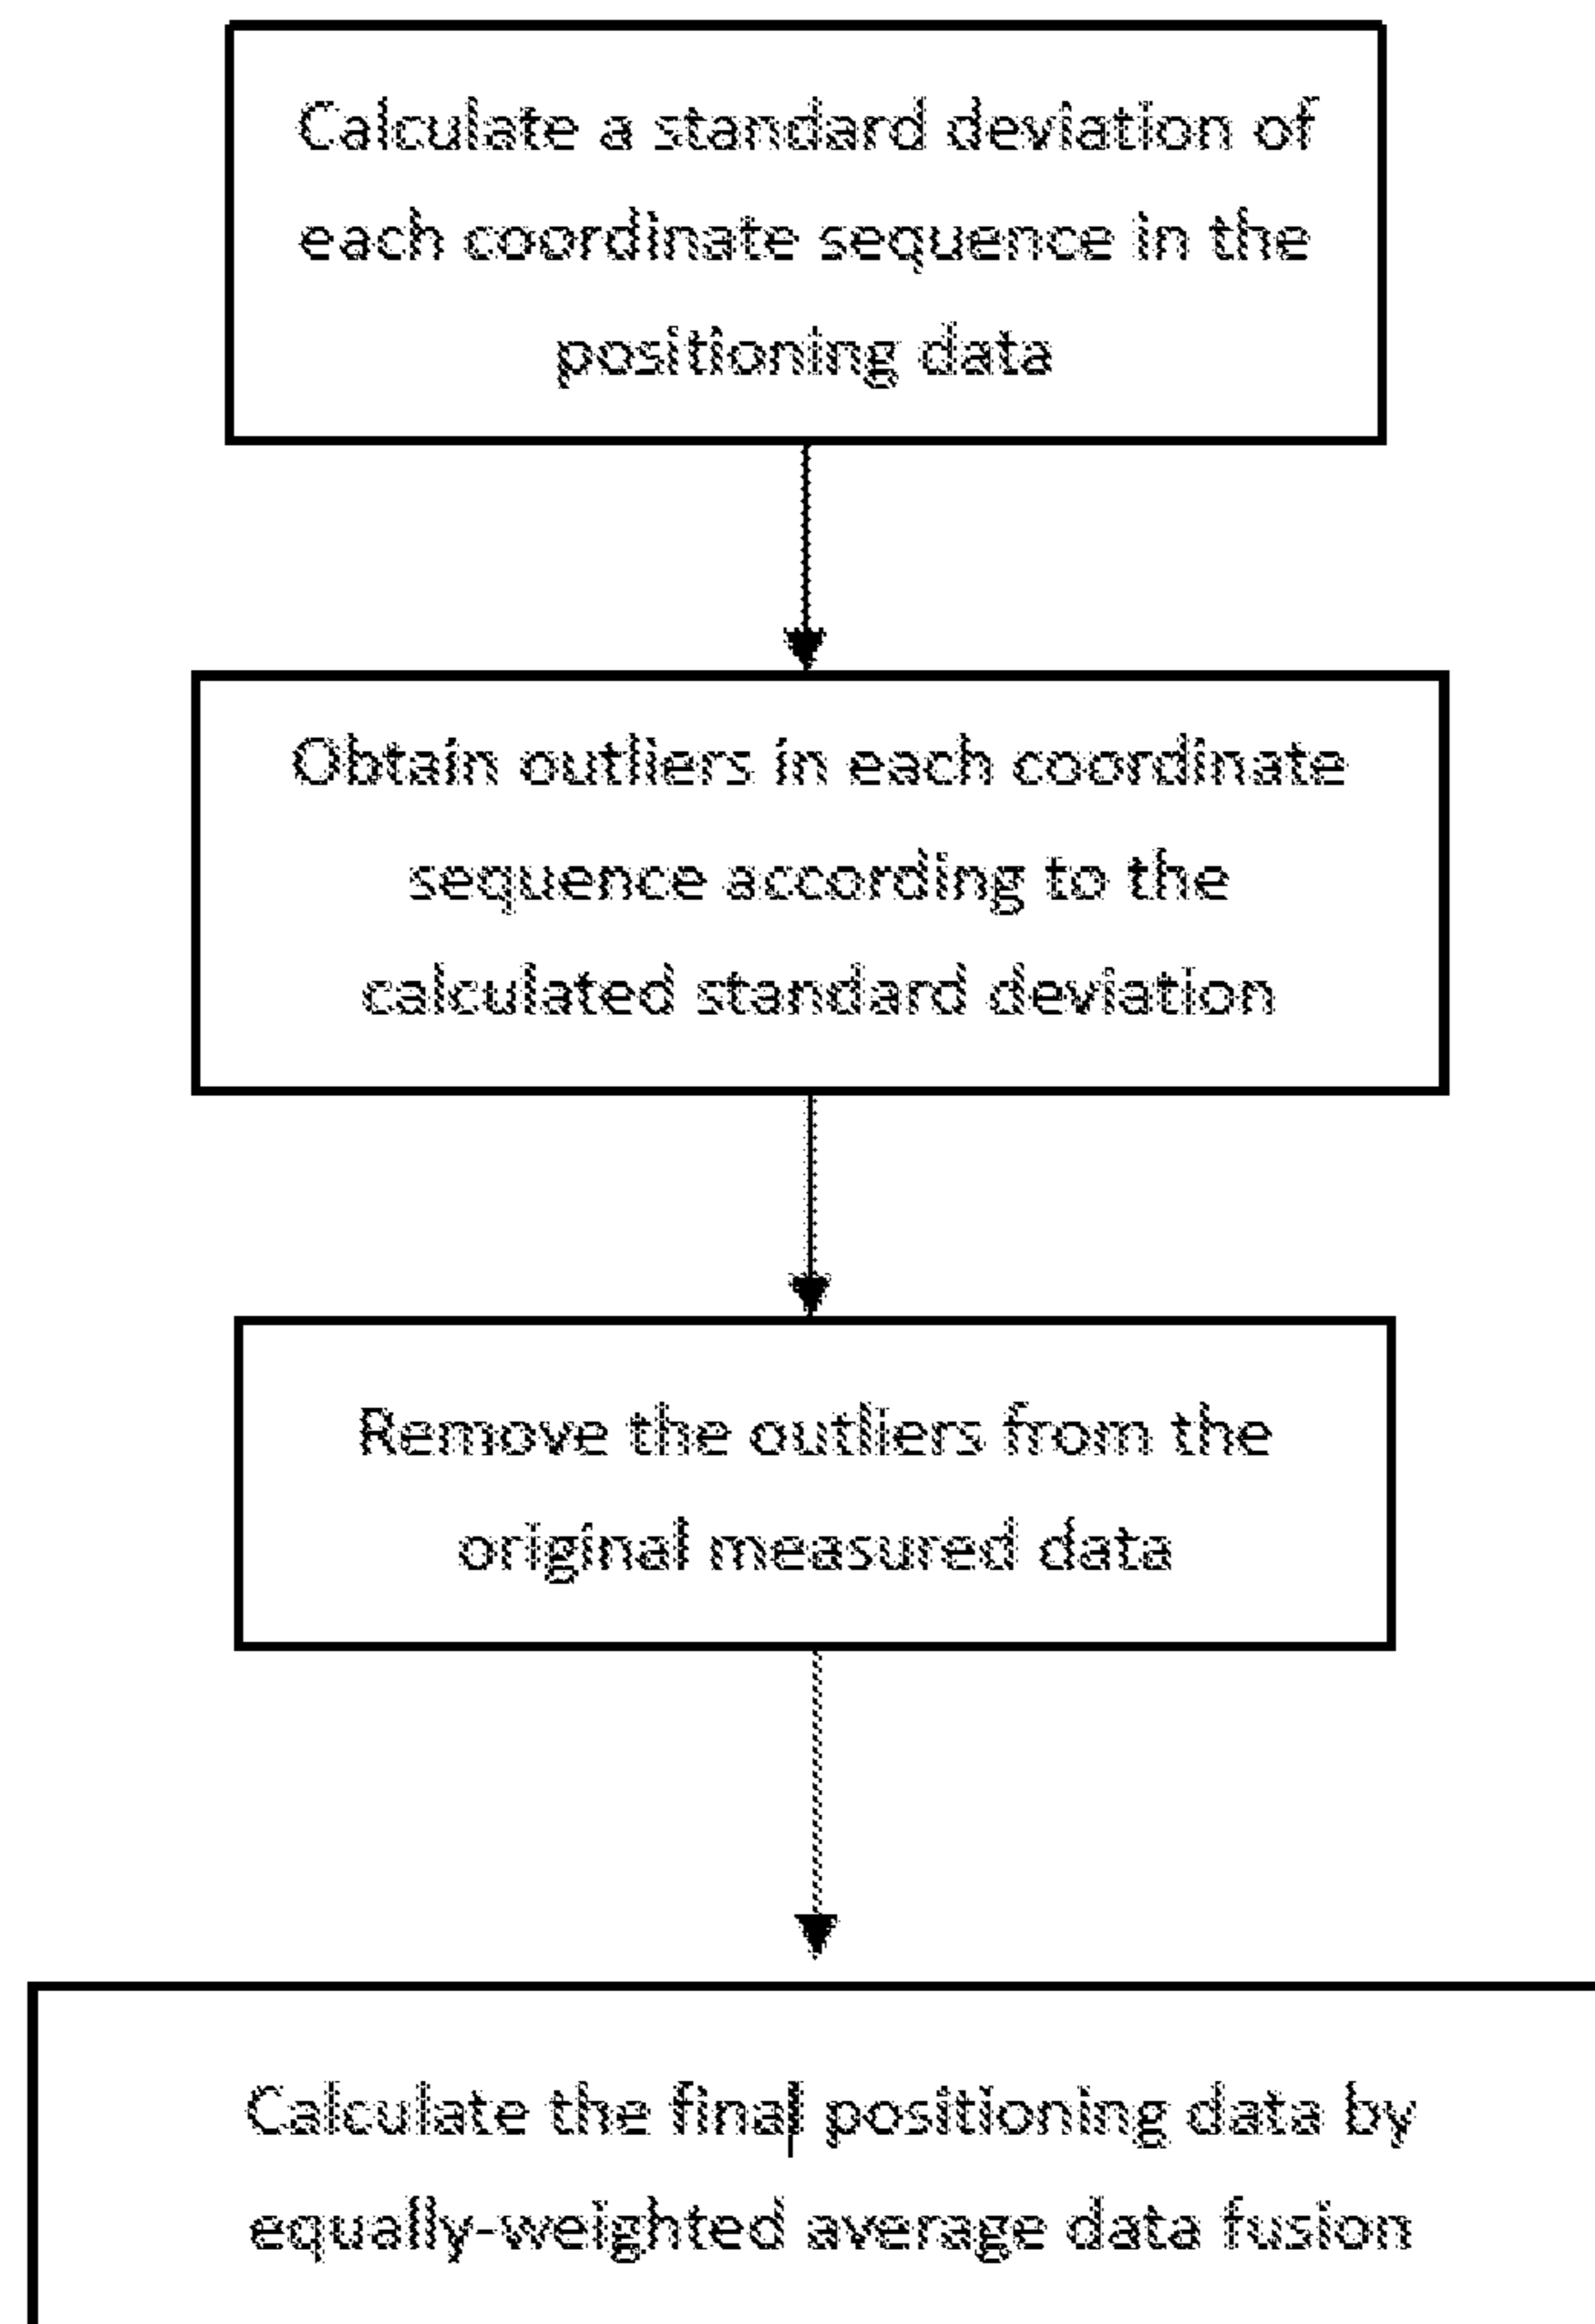 Calculate a standard deviation of
each coordinate sequence in the
positioning data
Obtain outliers in each coordinate
sequence according to the
calculated standard deviation
Remove the outliers from the
original measured data
Calculate the final positioning data by
equally-weighted average data fusion